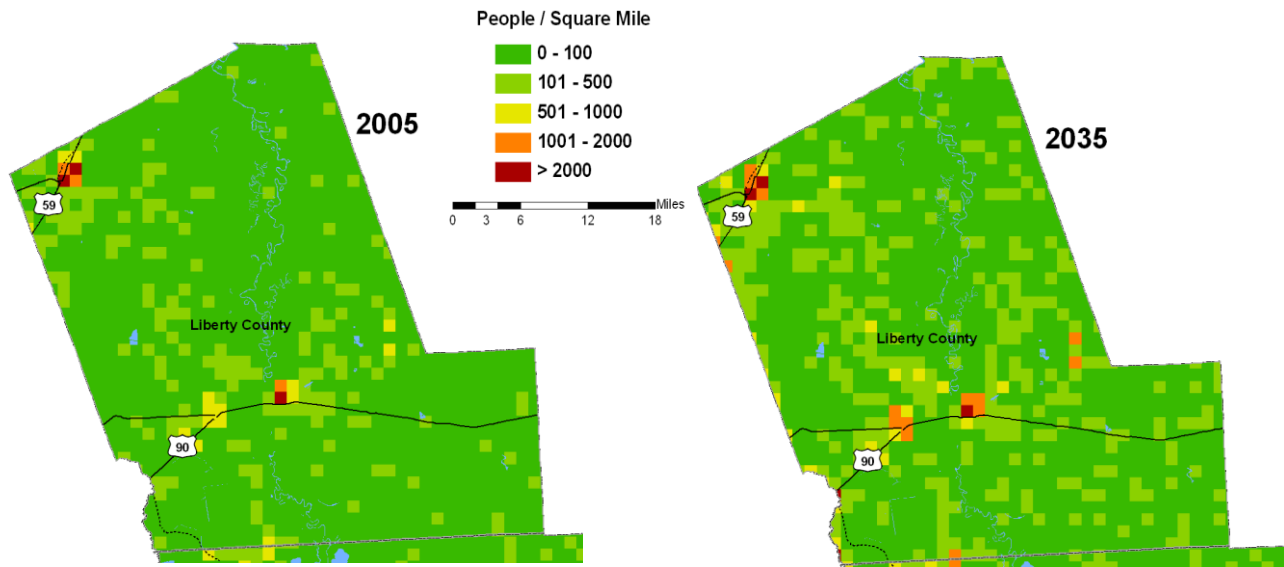 People / Square Mile
0 - 100
101 - 500
501 - 1000
1001 - 2000
> 2000
0 3 6 12 18 Miles
2005
59
Liberty County
90
2035
59
Liberty County
90